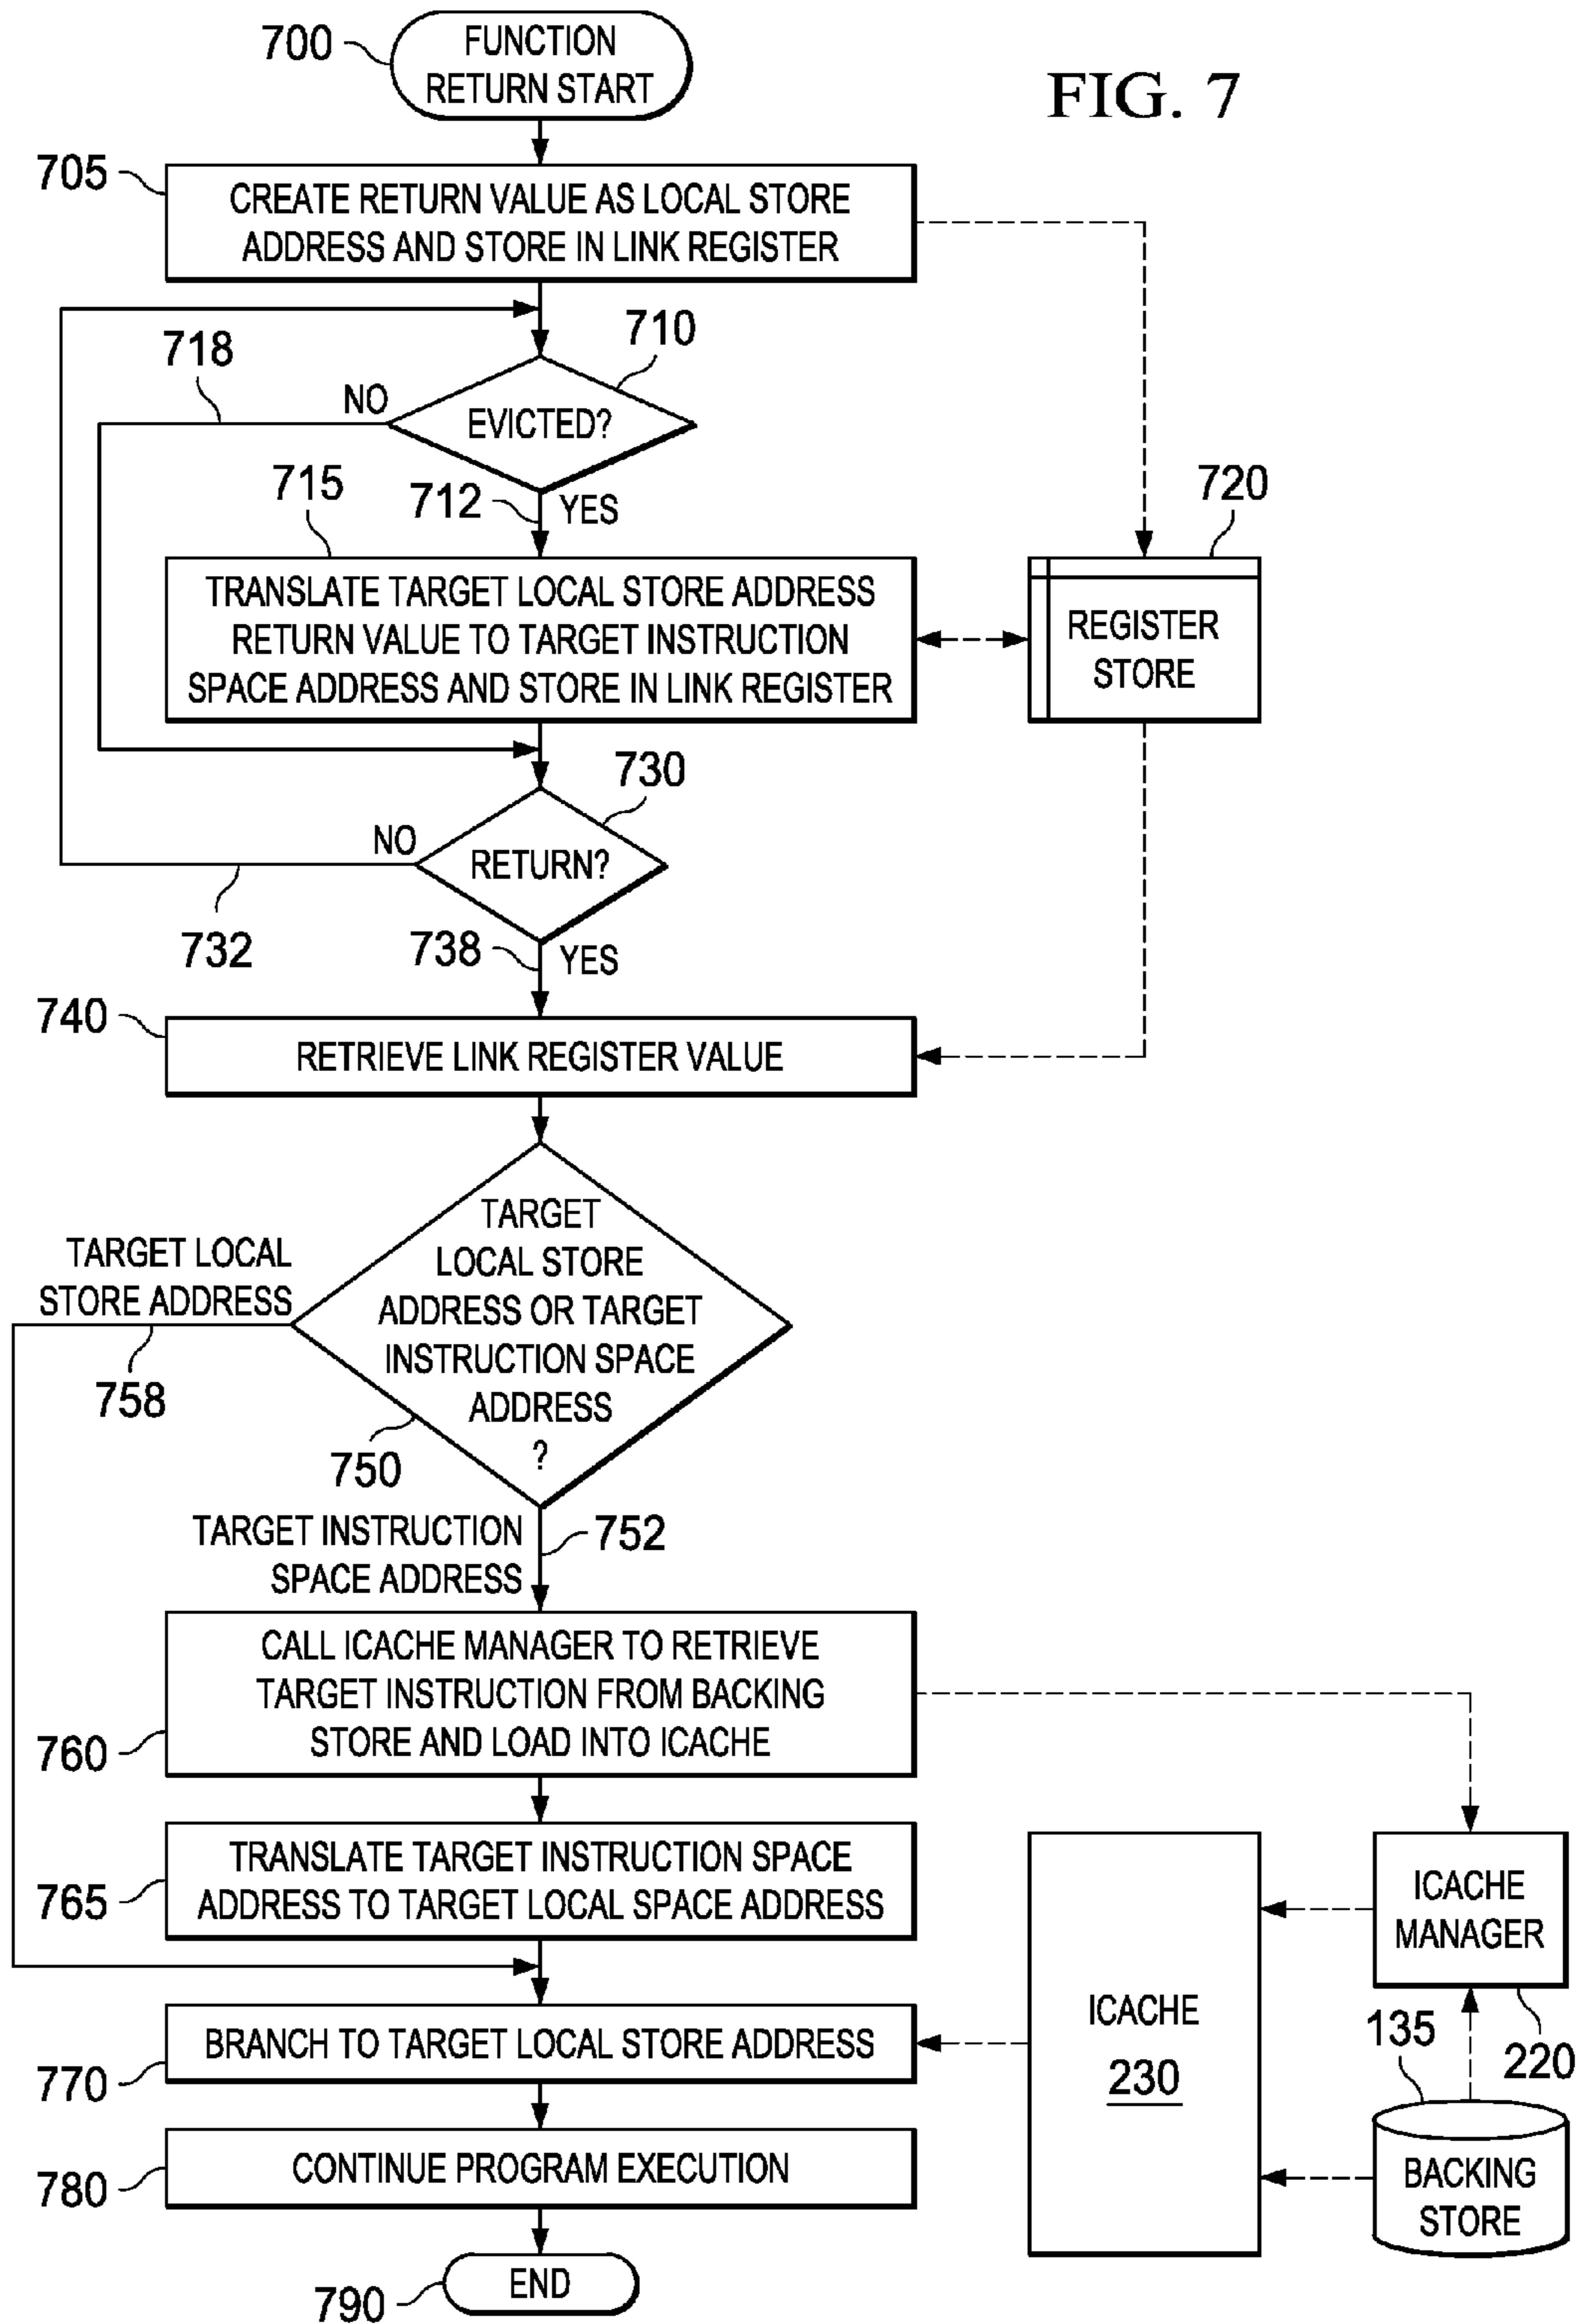 700
FUNCTION
RETURN START
FIG. 7
705
CREATE RETURN VALUE AS LOCAL STORE
ADDRESS AND STORE IN LINK REGISTER
718
NO
710
EVICTED?
715
712
YES
720
TRANSLATE TARGET LOCAL STORE ADDRESS
RETURN VALUE TO TARGET INSTRUCTION
SPACE ADDRESS AND STORE IN LINK REGISTER
REGISTER
STORE
730
NO
RETURN?
732
738
YES
740
RETRIEVE LINK REGISTER VALUE
TARGET LOCAL
STORE ADDRESS
758
TARGET
LOCAL STORE
ADDRESS OR TARGET
INSTRUCTION SPACE
ADDRESS
?
750
TARGET INSTRUCTION
SPACE ADDRESS
752
760
CALL ICACHE MANAGER TO RETRIEVE
TARGET INSTRUCTION FROM BACKING
STORE AND LOAD INTO ICACHE
765
TRANSLATE TARGET INSTRUCTION SPACE
ADDRESS TO TARGET LOCAL SPACE ADDRESS
ICACHE
MANAGER
220
770
BRANCH TO TARGET LOCAL STORE ADDRESS
ICACHE
230
135
BACKING
STORE
780
CONTINUE PROGRAM EXECUTION
790
END